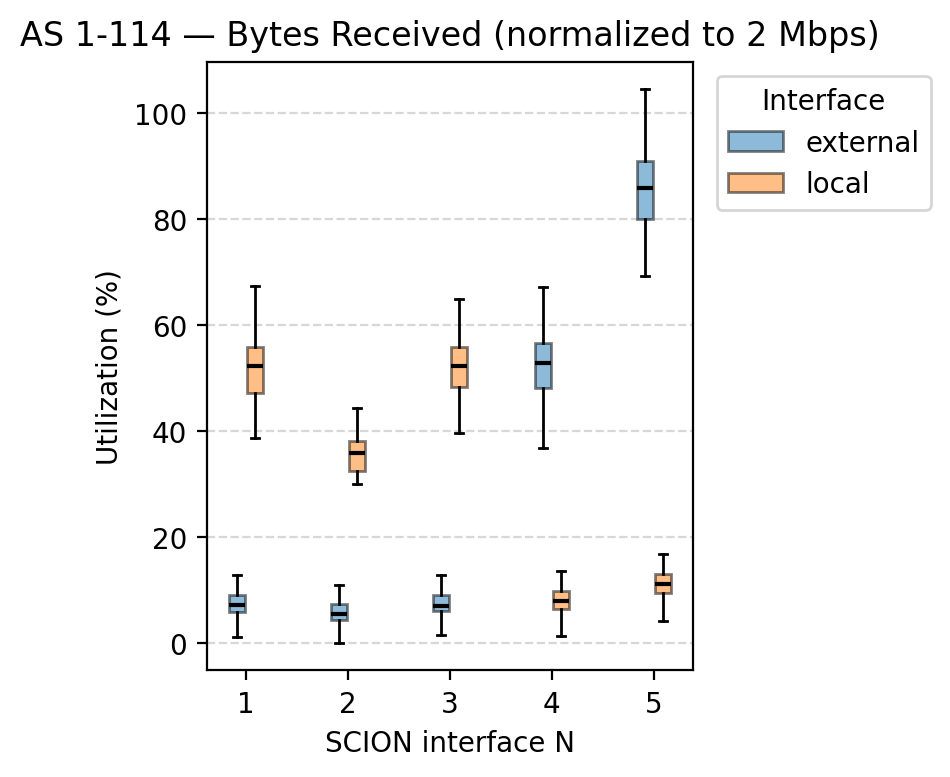 AS 1-114 — Bytes Received (normalized to 2 Mbps)
Interface
external
local
Utilization (%)
100
80
60
40
20
0
1 2 3 4 5
SCION interface N